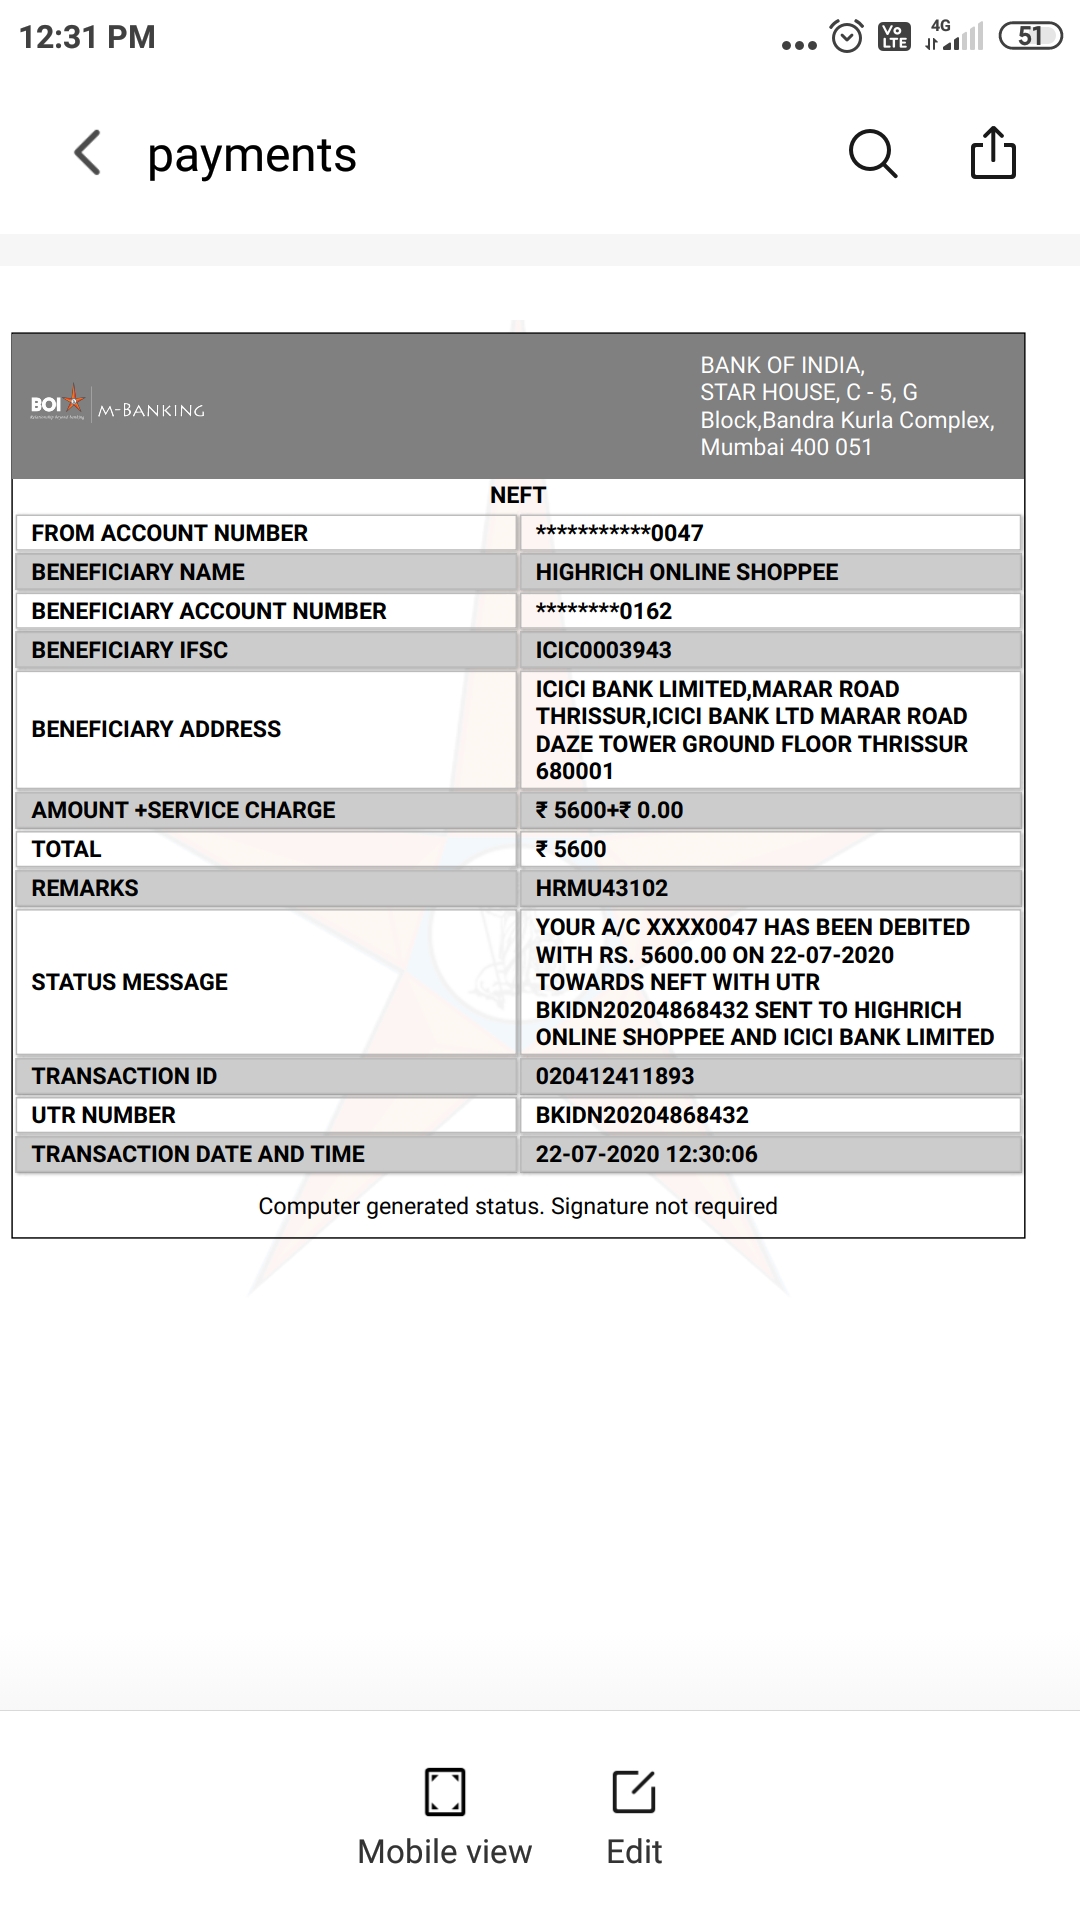 12:31 PM
Vo LTE 4G 51
payments
BOI M-BANKING
BANK OF INDIA,
STAR HOUSE, C - 5, G
Block,Bandra Kurla Complex,
Mumbai 400 051
NEFT
FROM ACCOUNT NUMBER ***********0047
BENEFICIARY NAME HIGHRICH ONLINE SHOPPEE
BENEFICIARY ACCOUNT NUMBER ********0162
BENEFICIARY IFSC ICIC0003943
BENEFICIARY ADDRESS
ICICI BANK LIMITED,MARAR ROAD
THRISSUR,ICICI BANK LTD MARAR ROAD
DAZE TOWER GROUND FLOOR THRISSUR
680001
AMOUNT +SERVICE CHARGE ₹ 5600+₹ 0.00
TOTAL ₹ 5600
REMARKS HRMU43102
STATUS MESSAGE
YOUR A/C XXXX0047 HAS BEEN DEBITED
WITH RS. 5600.00 ON 22-07-2020
TOWARDS NEFT WITH UTR
BKIDN20204868432 SENT TO HIGHRICH
ONLINE SHOPPEE AND ICICI BANK LIMITED
TRANSACTION ID 020412411893
UTR NUMBER BKIDN20204868432
TRANSACTION DATE AND TIME 22-07-2020 12:30:06
Computer generated status. Signature not required
Mobile view Edit